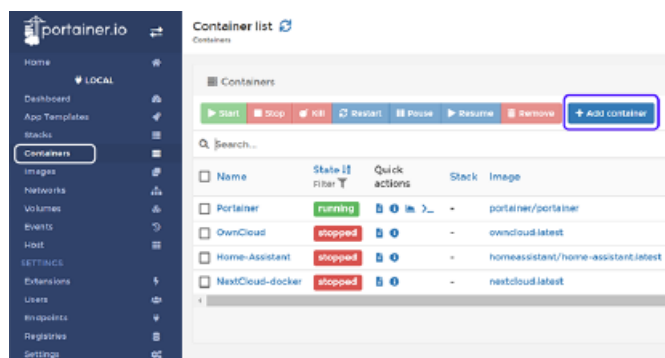 portainer.io
Home
LOCAL
Dashboard
App Templates
Stacks
Containers
Images
Networks
Volumes
Events
Host
SETTINGS
Extensions
Users
Endpoints
Registries
Settings
Container list
Containers
Containers
Start Stop Kill Restart Pause Resume Remove + Add container
Search...
Name State Filter Quick actions Stack Image
Portainer running - portainer/portainer
OwnCloud stopped - owncloud:latest
Home-Assistant stopped - homeassistant/home-assistant:latest
NextCloud-docker stopped - nextcloud:latest